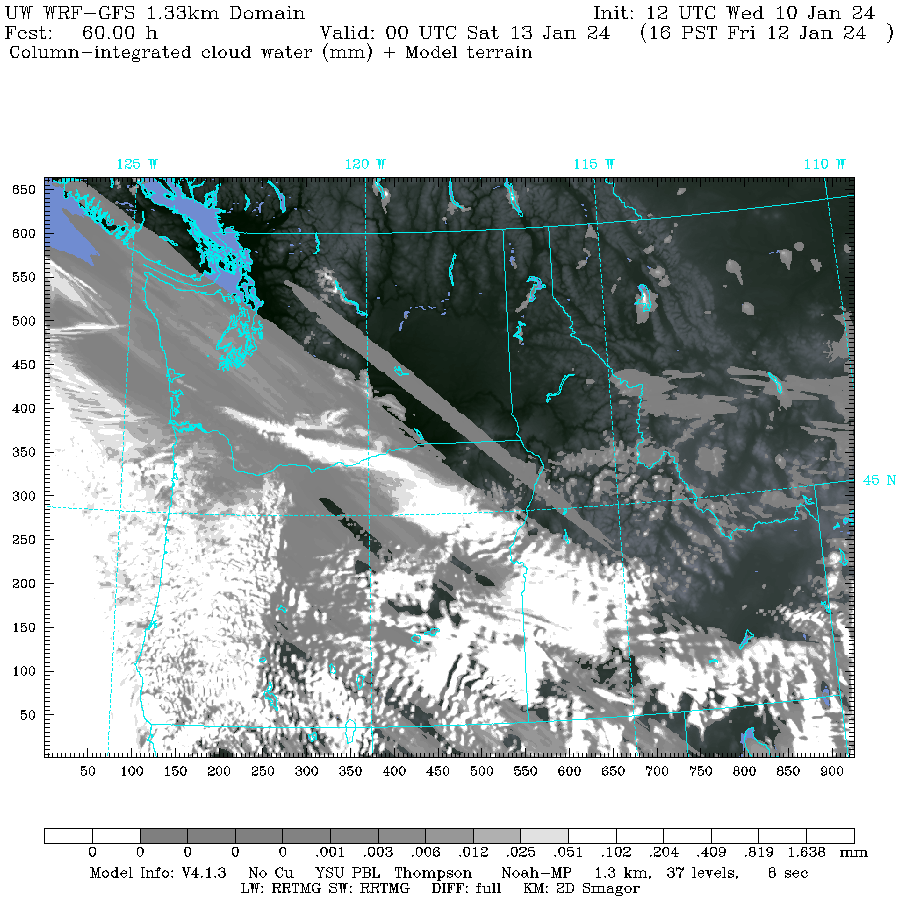 UW WRF-GFS 1.33km Domain Init: 12 UTC Wed 10 Jan 24
Fcst: 60.00 h Valid: 00 UTC Sat 13 Jan 24 (16 PST Fri 12 Jan 24 )
Column-integrated cloud water (mm) + Model terrain
125 W 120 W 115 W 110 W
650
600
550
500
450
400
350
45 N
300
250
200
150
100
50
50 100 150 200 250 300 350 400 450 500 550 600 650 700 750 800 850 900
0 0 0 0 0 .001 .003 .006 .012 .025 .051 .102 .204 .409 .819 1.638 mm
Model Info: V4.1.3 No Cu YSU PBL Thompson Noah-MP 1.3 km, 37 levels, 8 sec
LW: RRTMG SW: RRTMG DIFF: full KM: 2D Smagor